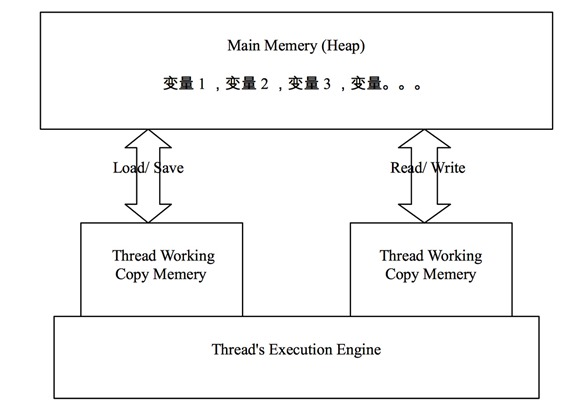 Main Memery (Heap)
变量 1 ，变量 2 ，变量 3 ，变量。。。
Load/ Save
Read/ Write
Thread Working
Copy Memery
Thread Working
Copy Memery
Thread's Execution Engine